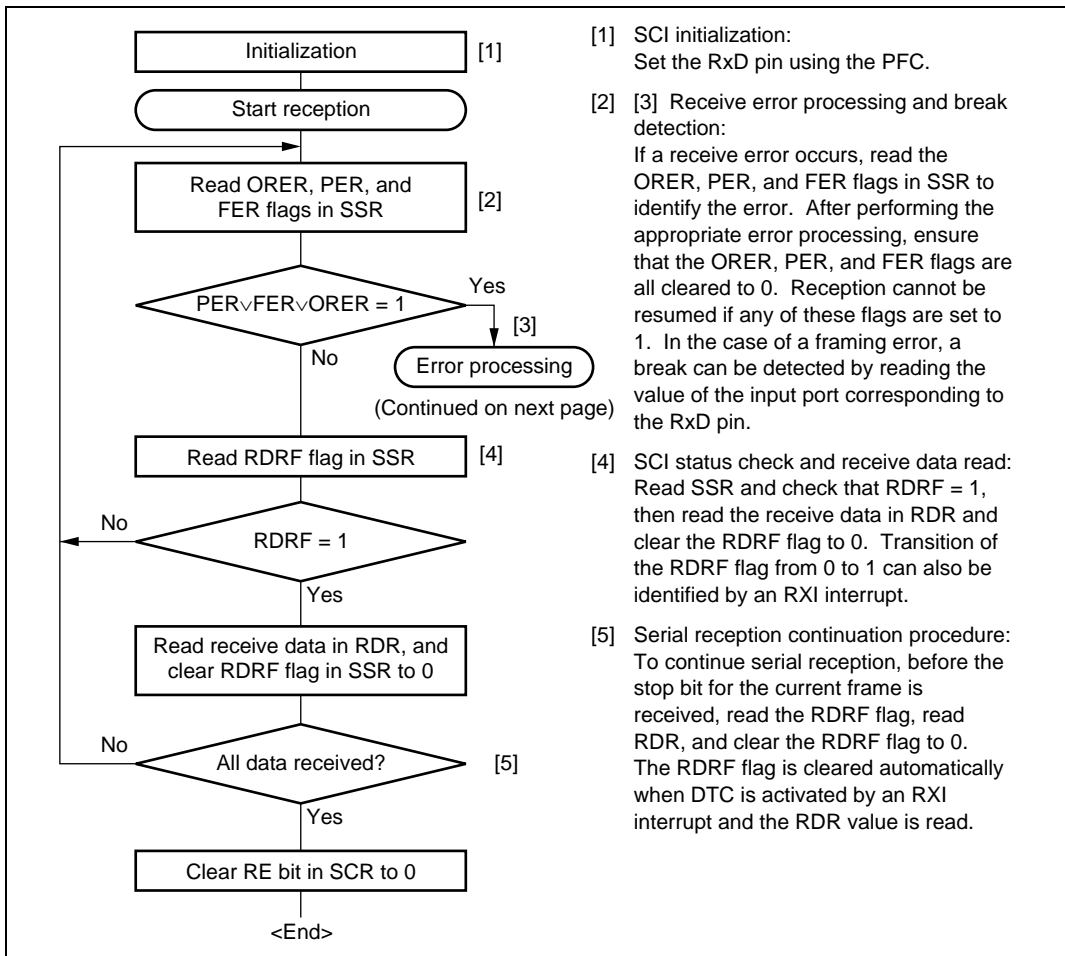 Initialization
[1]
Start reception
Read ORER, PER, and
FER flags in SSR
[2]
PER∨FER∨ORER = 1
Yes
[3]
No
Error processing
(Continued on next page)
Read RDRF flag in SSR
[4]
No
RDRF = 1
Yes
Read receive data in RDR, and
clear RDRF flag in SSR to 0
No
All data received?
[5]
Yes
Clear RE bit in SCR to 0
<End>
[1] SCI initialization:
Set the RxD pin using the PFC.
[2] [3] Receive error processing and break
detection:
If a receive error occurs, read the
ORER, PER, and FER flags in SSR to
identify the error. After performing the
appropriate error processing, ensure
that the ORER, PER, and FER flags are
all cleared to 0. Reception cannot be
resumed if any of these flags are set to
1. In the case of a framing error, a
break can be detected by reading the
value of the input port corresponding to
the RxD pin.
[4] SCI status check and receive data read:
Read SSR and check that RDRF = 1,
then read the receive data in RDR and
clear the RDRF flag to 0. Transition of
the RDRF flag from 0 to 1 can also be
identified by an RXI interrupt.
[5] Serial reception continuation procedure:
To continue serial reception, before the
stop bit for the current frame is
received, read the RDRF flag, read
RDR, and clear the RDRF flag to 0.
The RDRF flag is cleared automatically
when DTC is activated by an RXI
interrupt and the RDR value is read.